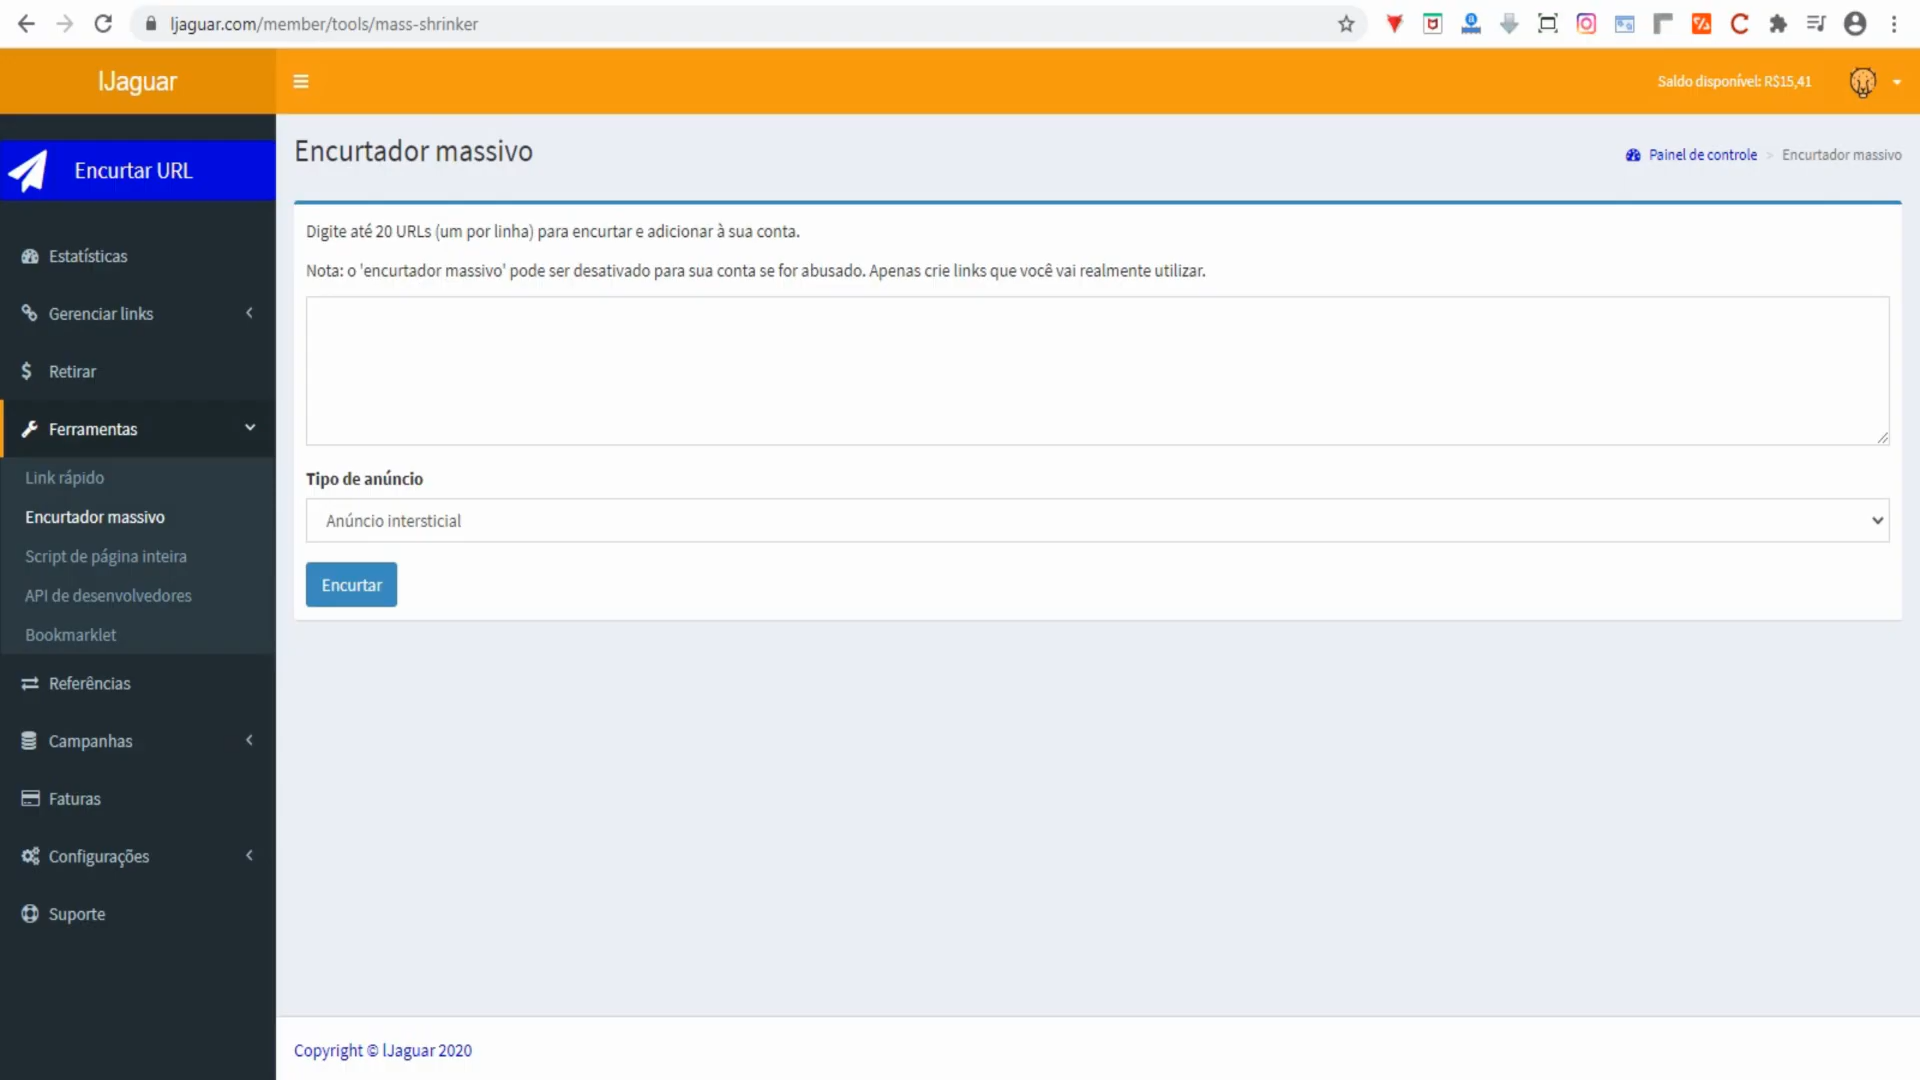 ljaguar.com/member/tools/mass-shrinker
lJaguar
Saldo disponível: R$15,41
Encurtar URL
Encurtador massivo
Painel de controle > Encurtador massivo
Digite até 20 URLs (um por linha) para encurtar e adicionar à sua conta.
Nota: o 'encurtador massivo' pode ser desativado para sua conta se for abusado. Apenas crie links que você vai realmente utilizar.
Tipo de anúncio
Anúncio intersticial
Encurtar
Estatísticas
Gerenciar links
$ Retirar
Ferramentas
Link rápido
Encurtador massivo
Script de página inteira
API de desenvolvedores
Bookmarklet
Referências
Campanhas
Faturas
Configurações
Suporte
Copyright © lJaguar 2020